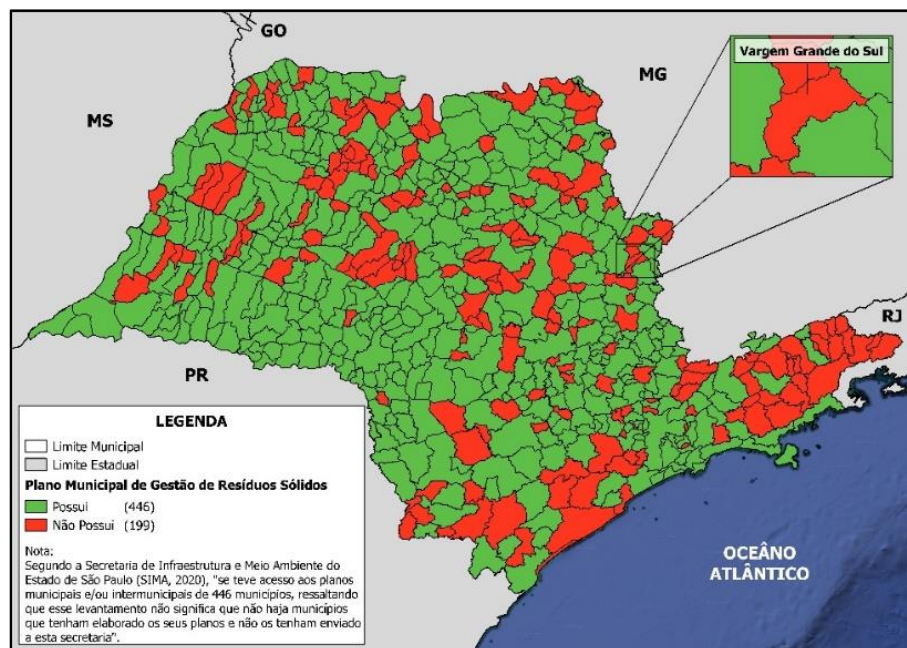 GO
Vargem Grande do Sul
MG
MS
RJ
PR
LEGENDA
Limite Municipal
Limite Estadual
Plano Municipal de Gestão de Resíduos Sólidos
Possui (446)
Não Possui (199)
Nota:
Segundo a Secretaria de Infraestrutura e Meio Ambiente do
Estado de São Paulo (SIMA, 2020), "se teve acesso aos planos
municipais e/ou intermunicipais de 446 municípios, ressaltando
que esse levantamento não significa que não haja municípios
que tenham elaborado os seus planos e não os tenham enviado
a esta secretaria".
OCEÂNO
ATLÂNTICO